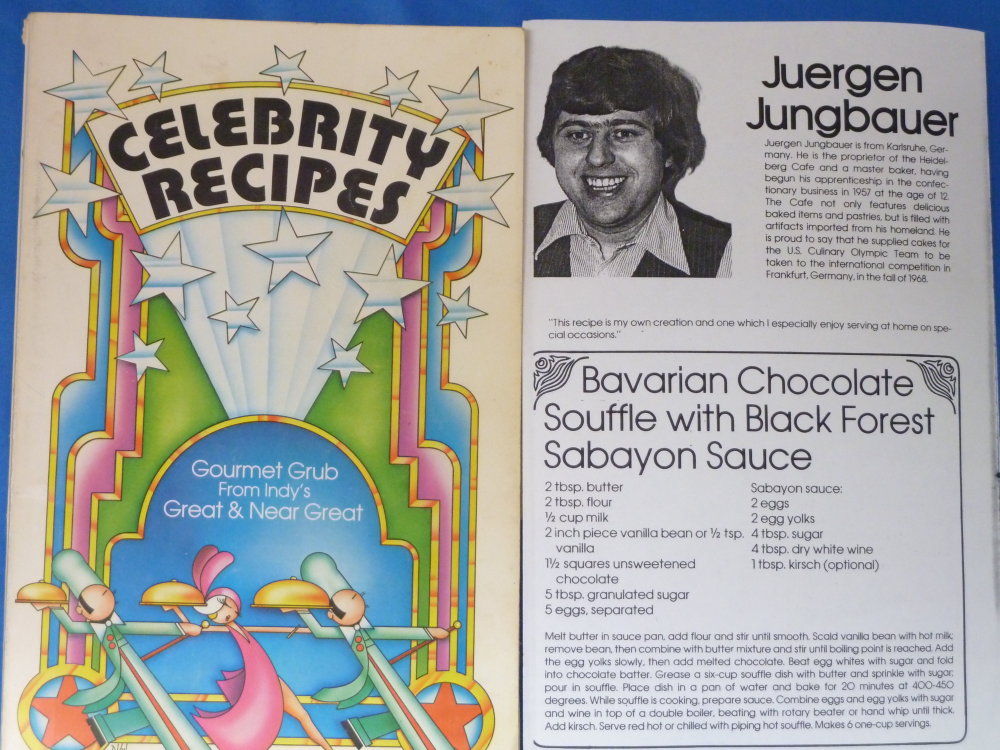 CELEBRITY
RECIPES
Gourmet Grub
From Indy's
Great & Near Great
Juergen
Jungbauer
Juergen Jungbauer is from Karlsruhe, Ger-
many. He is the proprietor of the Heidel-
berg Cafe and a master baker, having
begun his apprenticeship in the confec-
tionary business in 1957 at the age of 12.
The Cafe not only features delicious
baked items and pastries, but is filled with
artifacts imported from his homeland. He
is proud to say that he supplied cakes for
the U.S. Culinary Olympic Team to be
taken to the international competition in
Frankfurt, Germany, in the fall of 1968.
"This recipe is my own creation and one which I especially enjoy serving at home on spe-
cial occasions."
Bavarian Chocolate
Souffle with Black Forest
Sabayon Sauce
2 tbsp. butter
2 tbsp. flour
½ cup milk
2 inch piece vanilla bean or ½ tsp.
vanilla
1½ squares unsweetened
chocolate
5 tbsp. granulated sugar
5 eggs, separated
Sabayon sauce:
2 eggs
2 egg yolks
4 tbsp. sugar
4 tbsp. dry white wine
1 tbsp. kirsch (optional)
Melt butter in sauce pan, add flour and stir until smooth. Scald vanilla bean with hot milk;
remove bean, then combine with butter mixture and stir until boiling point is reached. Add
the egg yolks slowly, then add melted chocolate. Beat egg whites with sugar and fold
into chocolate batter. Grease a six-cup souffle dish with butter and sprinkle with sugar;
pour in souffle. Place dish in a pan of water and bake for 20 minutes at 400-450
degrees. While souffle is cooking, prepare sauce. Combine eggs and egg yolks with sugar
and wine in top of a double boiler, beating with rotary beater or hand whip until thick.
Add kirsch. Serve red hot or chilled with piping hot souffle. Makes 6 one-cup servings.